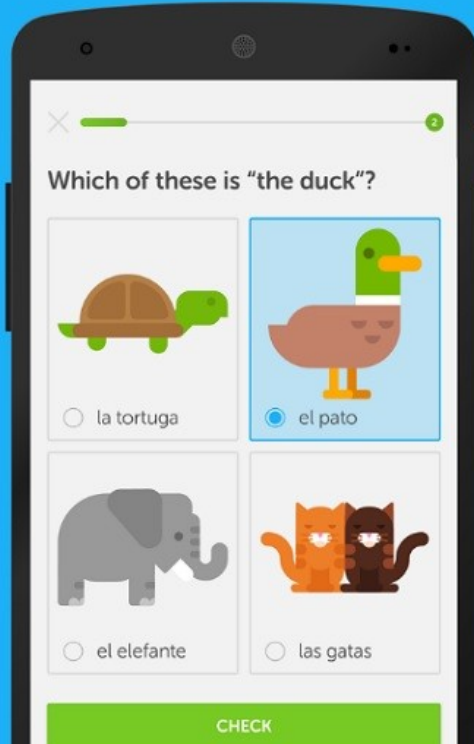 2
Which of these is “the duck“?
la tortuga
el pato
el elefante
las gatas
CHECK